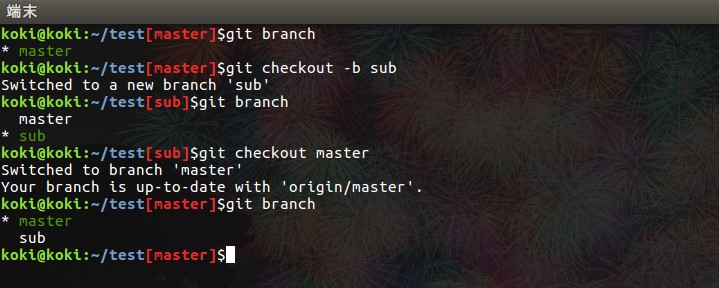 端末
koki@koki:~/test[master]$git branch
* master
koki@koki:~/test[master]$git checkout -b sub
Switched to a new branch 'sub'
koki@koki:~/test[sub]$git branch
  master
* sub
koki@koki:~/test[sub]$git checkout master
Switched to branch 'master'
Your branch is up-to-date with 'origin/master'.
koki@koki:~/test[master]$git branch
* master
  sub
koki@koki:~/test[master]$